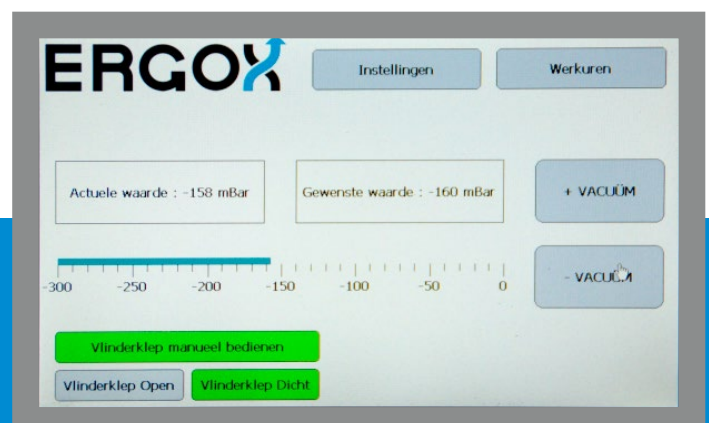 ERGOX
Instellingen
Werkuren
Actuele waarde : -158 mBar
Gewenste waarde : -160 mBar
+ VACUÜM
-300 -250 -200 -150 -100 -50 0
- VACUÜM
Vlinderklep manueel bedienen
Vlinderklep Open
Vlinderklep Dicht